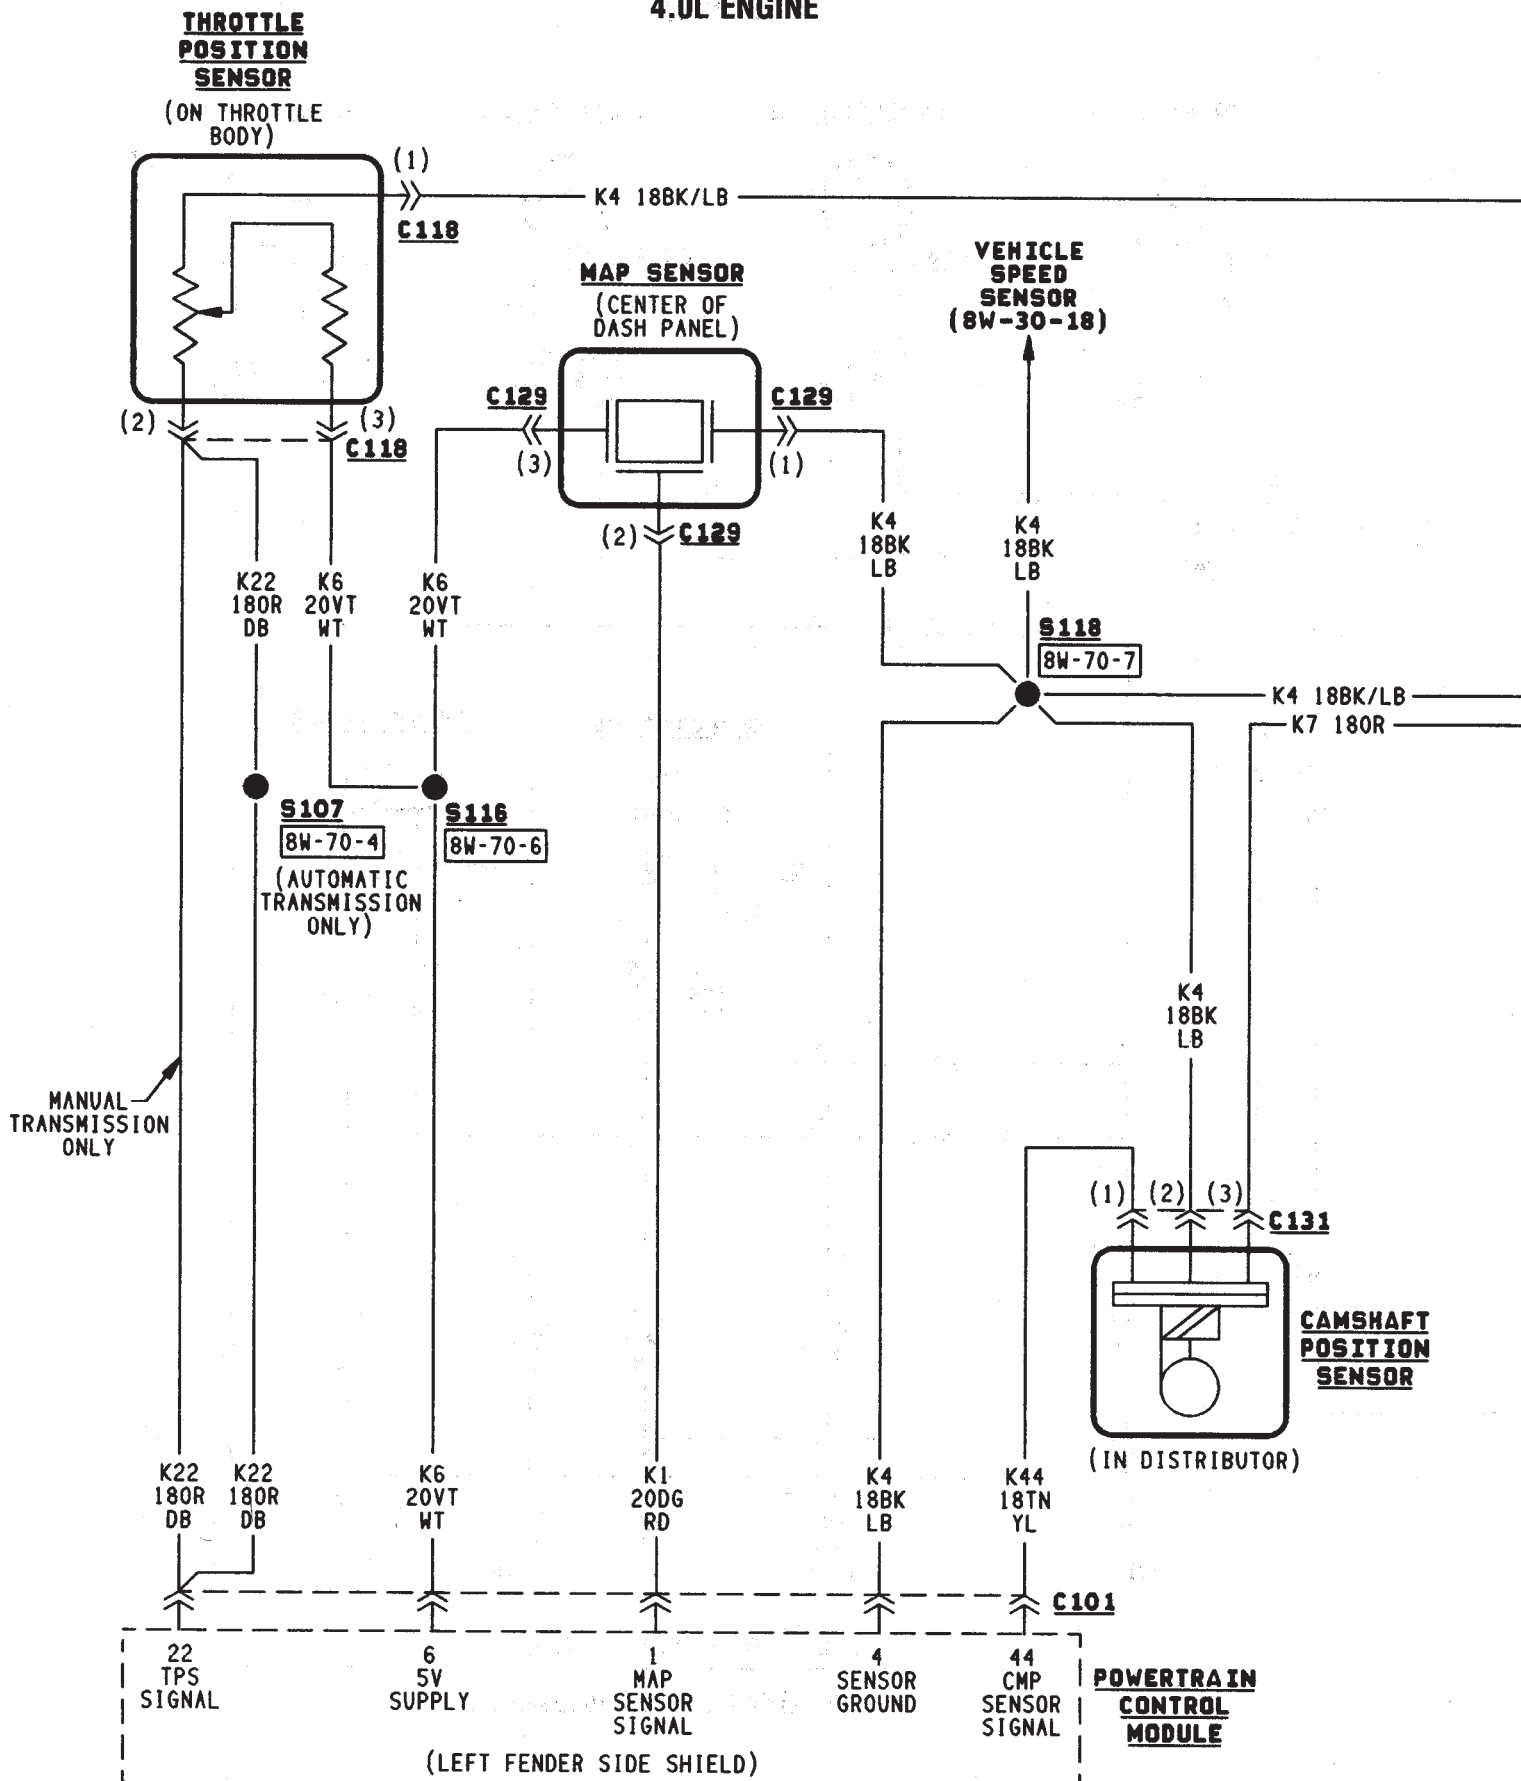 4.0L ENGINE
THROTTLE
POSITION
SENSOR
(ON THROTTLE
BODY)
(1)
C118
K4 18BK/LB
(2)
(3)
C118
MAP SENSOR
(CENTER OF
DASH PANEL)
C129
(3)
C129
(1)
(2)
C129
VEHICLE
SPEED
SENSOR
(8W-30-18)
K22
18OR
DB
K6
20VT
WT
K6
20VT
WT
K4
18BK
LB
K4
18BK
LB
S118
8W-70-7
K4 18BK/LB
K7 18OR
S107
8W-70-4
(AUTOMATIC
TRANSMISSION
ONLY)
S116
8W-70-6
K4
18BK
LB
MANUAL
TRANSMISSION
ONLY
(1)
(2)
(3)
C131
CAMSHAFT
POSITION
SENSOR
(IN DISTRIBUTOR)
K22
18OR
DB
K22
18OR
DB
K6
20VT
WT
K1
20DG
RD
K4
18BK
LB
K44
18TN
YL
C101
22
TPS
SIGNAL
6
5V
SUPPLY
1
MAP
SENSOR
SIGNAL
4
SENSOR
GROUND
44
CMP
SENSOR
SIGNAL
POWERTRAIN
CONTROL
MODULE
(LEFT FENDER SIDE SHIELD)